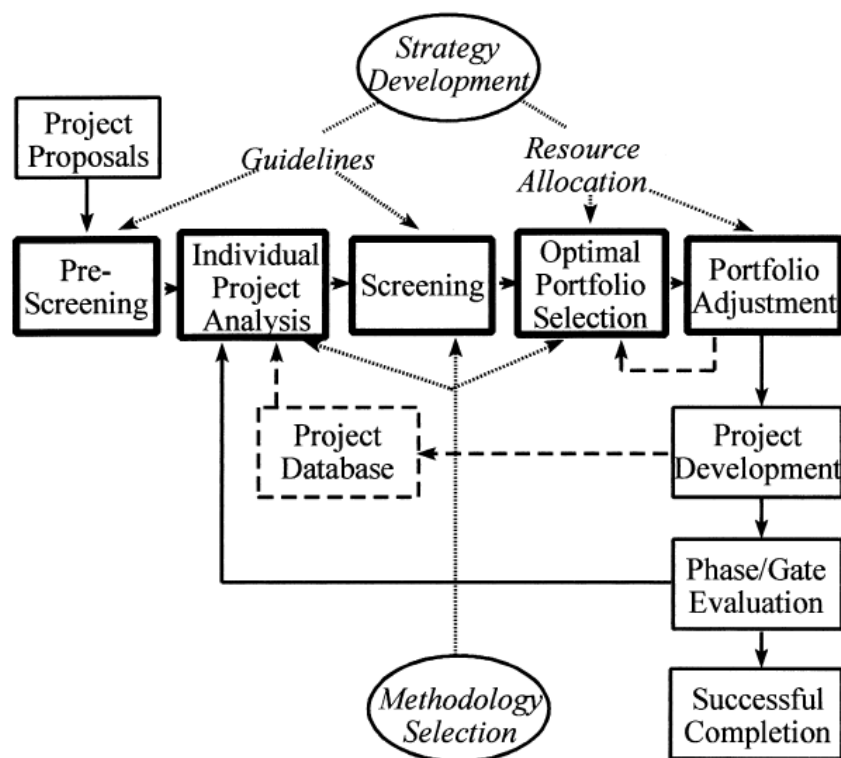 Strategy
Development
Project
Proposals
Guidelines
Resource
Allocation
Pre-
Screening
Individual
Project
Analysis
Screening
Optimal
Portfolio
Selection
Portfolio
Adjustment
Project
Database
Project
Development
Phase/Gate
Evaluation
Methodology
Selection
Successful
Completion